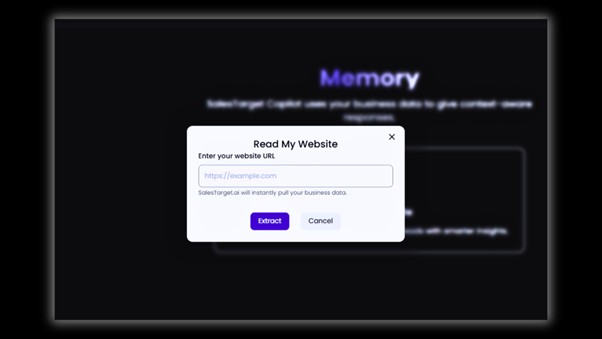 Memory
SalesTarget Copilot uses your business data to give context-aware
responses.
Read My Website
Enter your website URL
https://example.com
SalesTarget.ai will instantly pull your business data.
Extract
Cancel
with smarter insights.